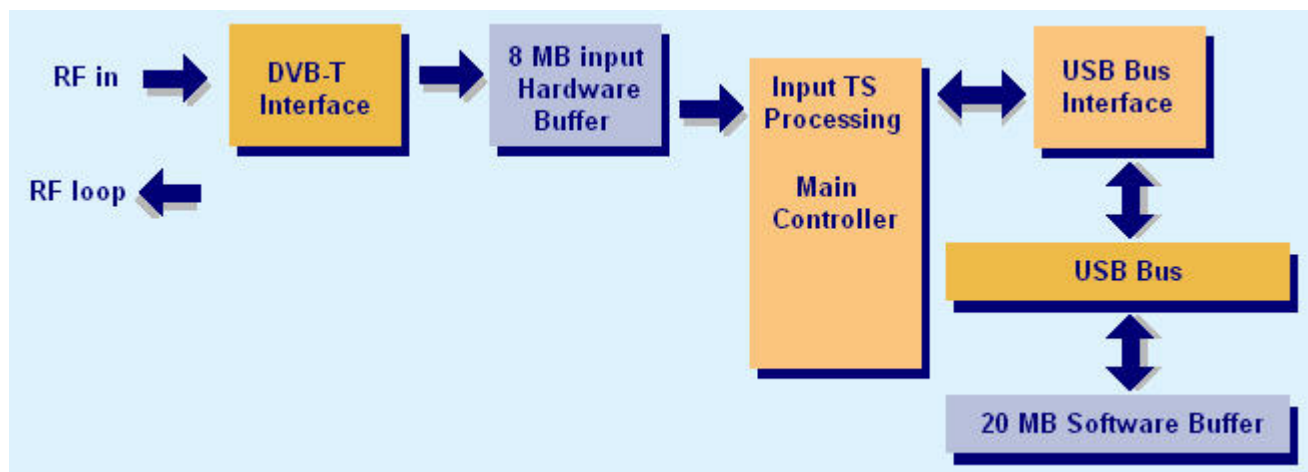 RF in
RF loop
DVB-T
Interface
8 MB input
Hardware
Buffer
Input TS
Processing
Main
Controller
USB Bus
Interface
USB Bus
20 MB Software Buffer